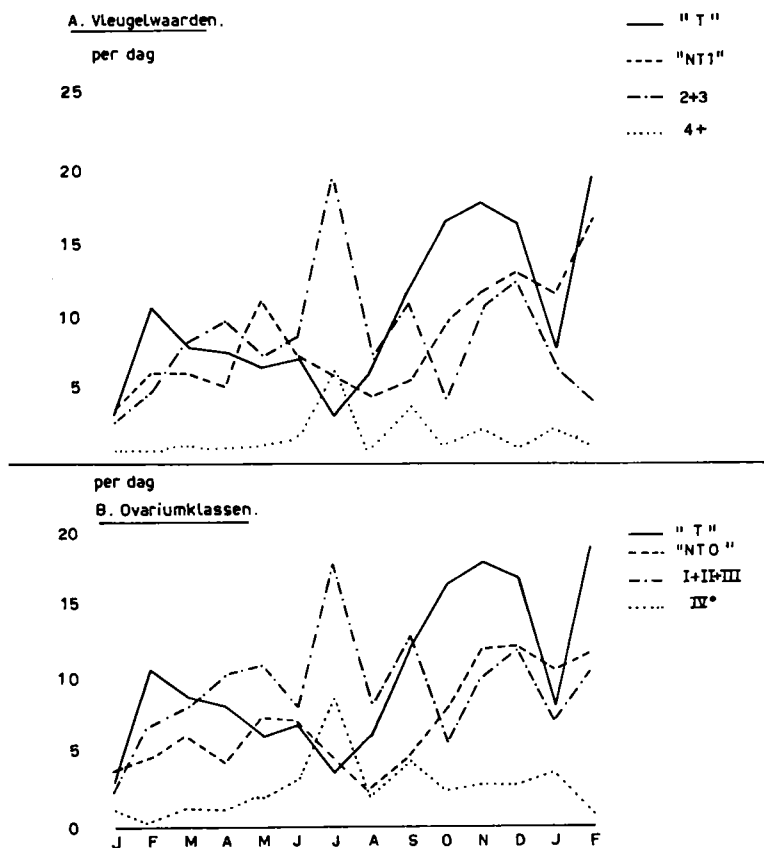 A. Vleugelwaarden.
per dag
25
20
15
10
5
"T"
"NT1"
2+3
4+
per dag
B. Ovariumklassen.
20
15
10
5
0
"T"
"NTO"
I+II+III
IV°
J F M A M J J A S O N D J F